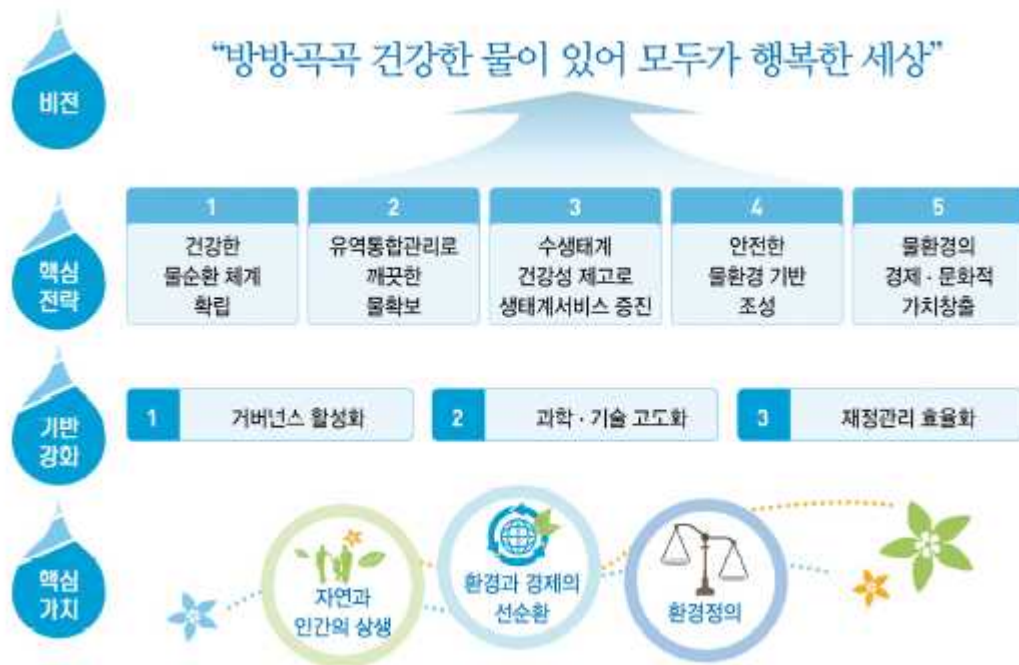 비전
“방방곡곡 건강한 물이 있어 모두가 행복한 세상”
핵심
전략
1
건강한
물순환 체계
확립
2
유역통합관리로
깨끗한
물확보
3
수생태계
건강성 제고로
생태계서비스 증진
4
안전한
물환경 기반
조성
5
물환경의
경제 · 문화적
가치창출
기반
강화
1 거버넌스 활성화
2 과학 · 기술 고도화
3 재정관리 효율화
핵심
가치
자연과
인간의 상생
환경과 경제의
선순환
환경정의